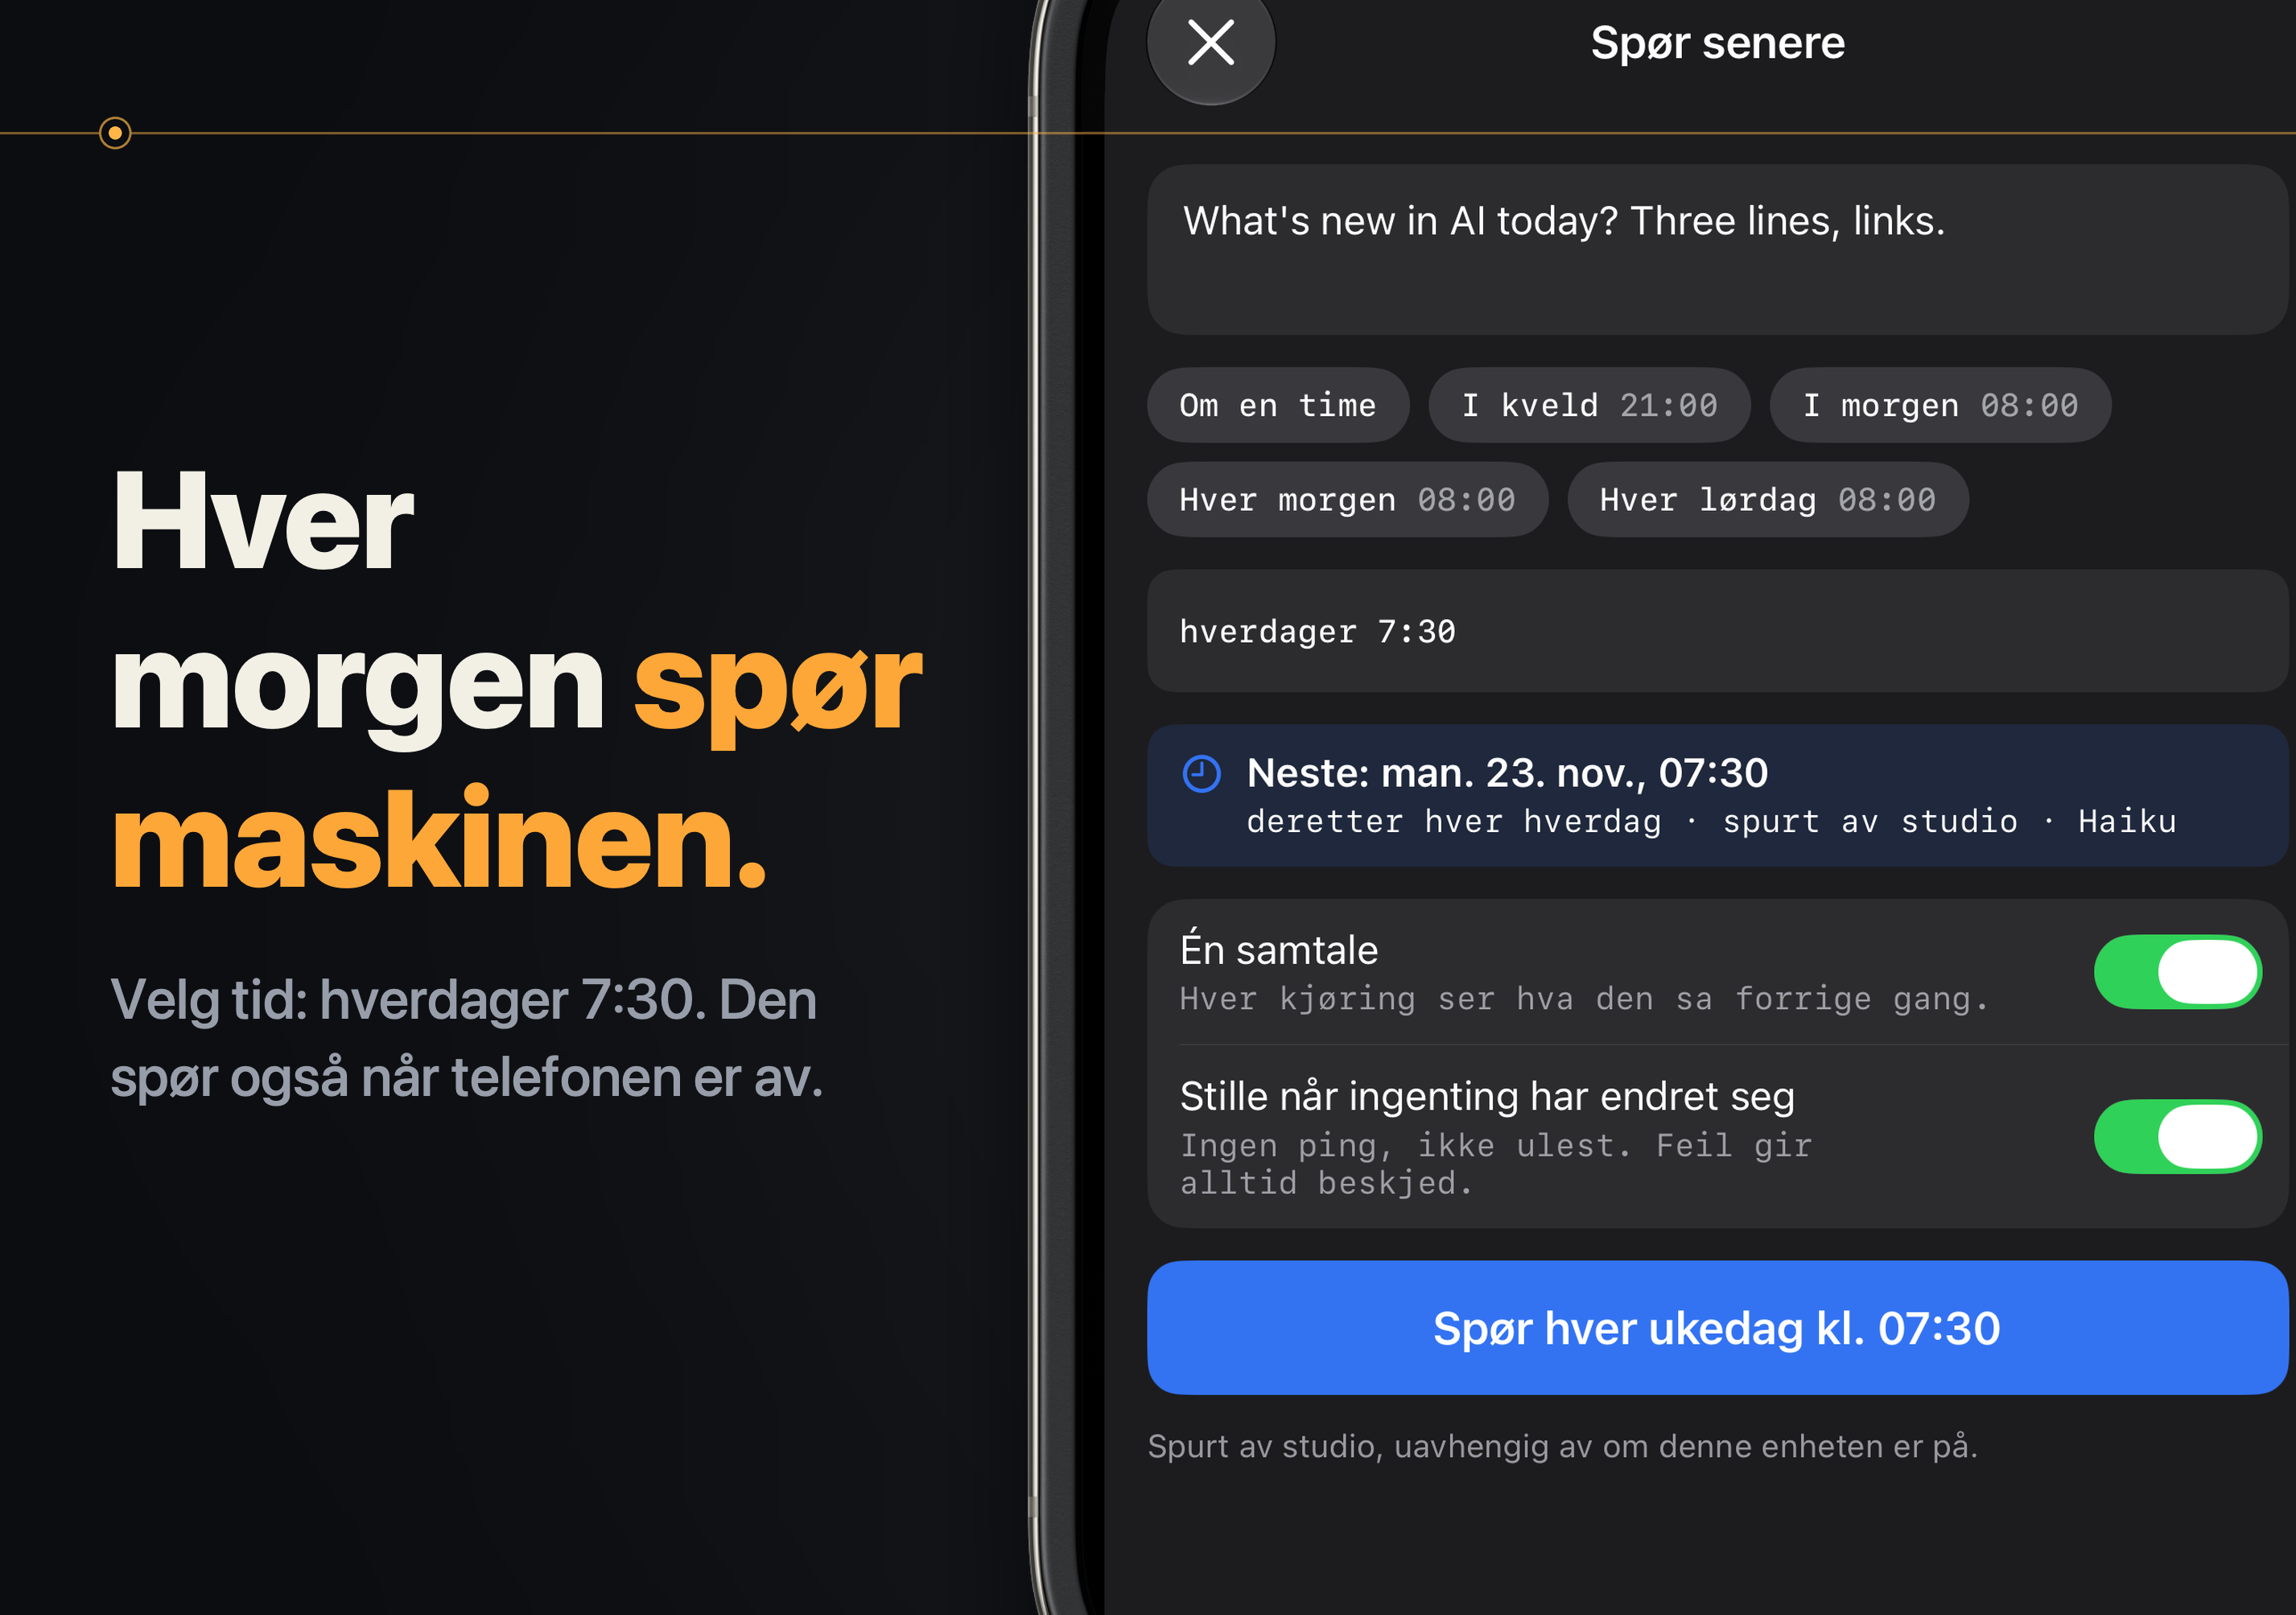 Hver
morgen spør
maskinen.
Velg tid: hverdager 7:30. Den
spør også når telefonen er av.
Spør senere
What's new in AI today? Three lines, links.
Om en time
I kveld 21:00
I morgen 08:00
Hver morgen 08:00
Hver lørdag 08:00
hverdager 7:30
Neste: man. 23. nov., 07:30
deretter hver hverdag · spurt av studio · Haiku
Én samtale
Hver kjøring ser hva den sa forrige gang.
Stille når ingenting har endret seg
Ingen ping, ikke ulest. Feil gir
alltid beskjed.
Spør hver ukedag kl. 07:30
Spurt av studio, uavhengig av om denne enheten er på.